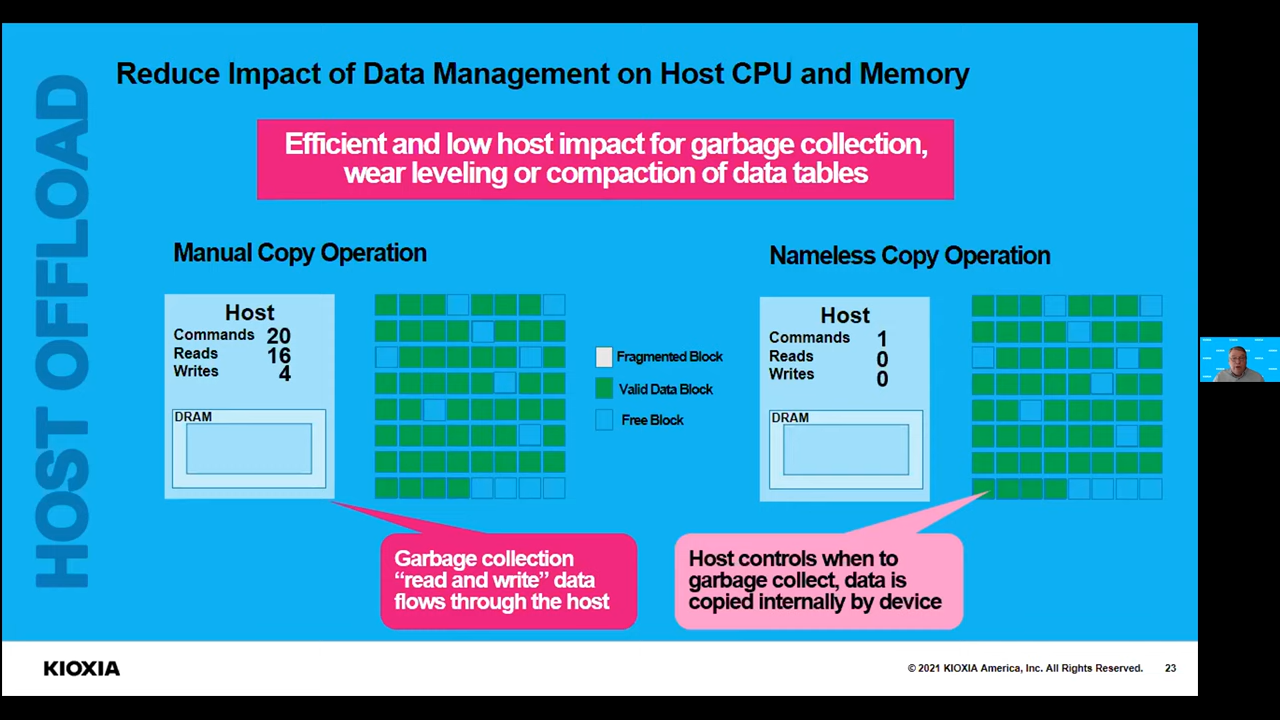 HOST OFFLOAD
Reduce Impact of Data Management on Host CPU and Memory
Efficient and low host impact for garbage collection,
wear leveling or compaction of data tables
Manual Copy Operation
Host
Commands 20
Reads 16
Writes 4
DRAM
Fragmented Block
Valid Data Block
Free Block
Nameless Copy Operation
Host
Commands 1
Reads 0
Writes 0
DRAM
Garbage collection
“read and write” data
flows through the host
Host controls when to
garbage collect, data is
copied internally by device
KIOXIA
© 2021 KIOXIA America, Inc. All Rights Reserved.
23